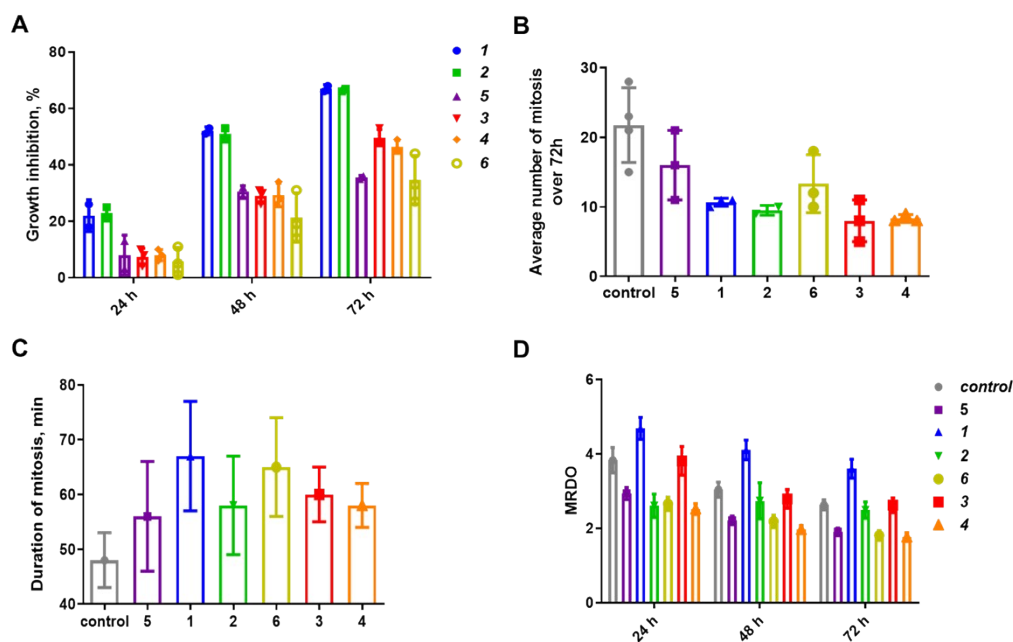 A
Growth inhibition, %
80
60
40
20
0
24 h
48 h
72 h
1
2
5
3
4
6
B
Average number of mitosis
over 72h
30
20
10
0
control 5 1 2 6 3 4
C
Duration of mitosis, min
80
70
60
50
40
control 5 1 2 6 3 4
D
MRDO
6
4
2
0
24 h
48 h
72 h
control
5
1
2
6
3
4